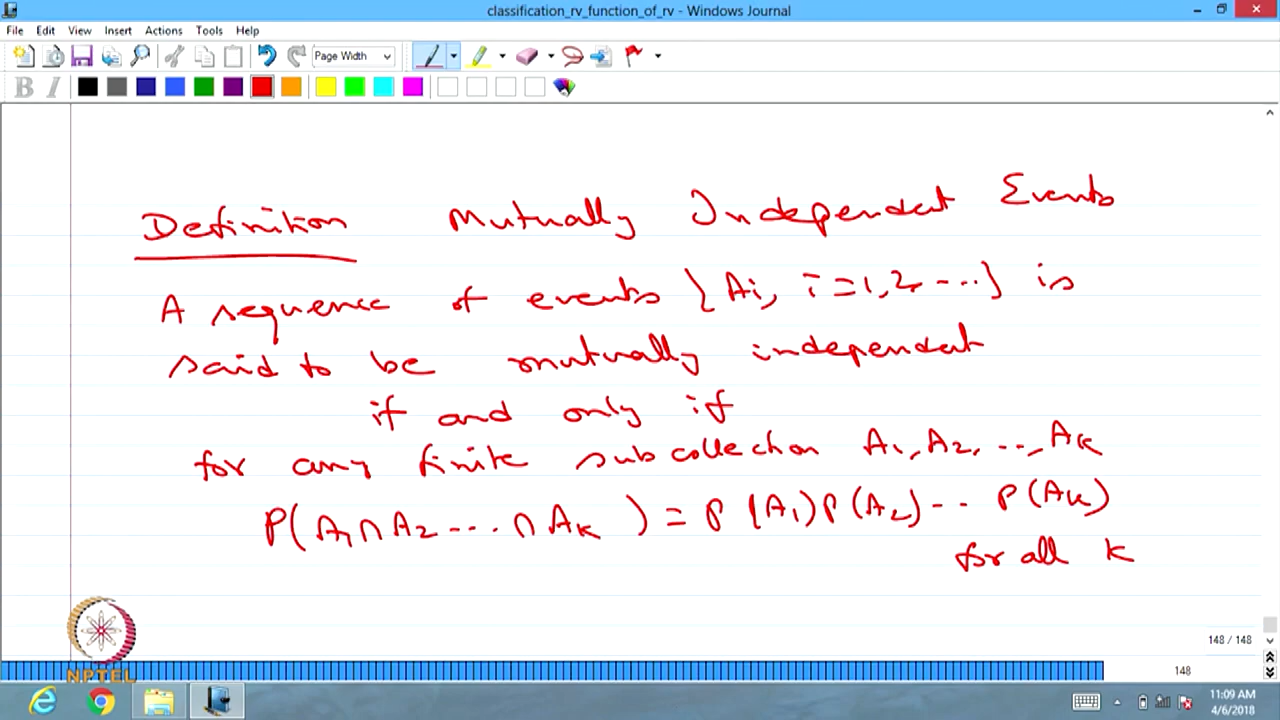 classification_rv_function_of_rv - Windows Journal
File Edit View Insert Actions Tools Help
Page Width
B I
Definition Mutually Independent Events
A sequence of events {Ai, i=1,2, ...} is
said to be mutually independent
if and only if
for any finite subcollection A1, A2, ..., Ak
P(A1 ∩ A2 ... ∩ Ak) = P(A1) P(A2) -- P(Ak)
for all k
148 / 148
NPTEL
148
11:09 AM
4/6/2018